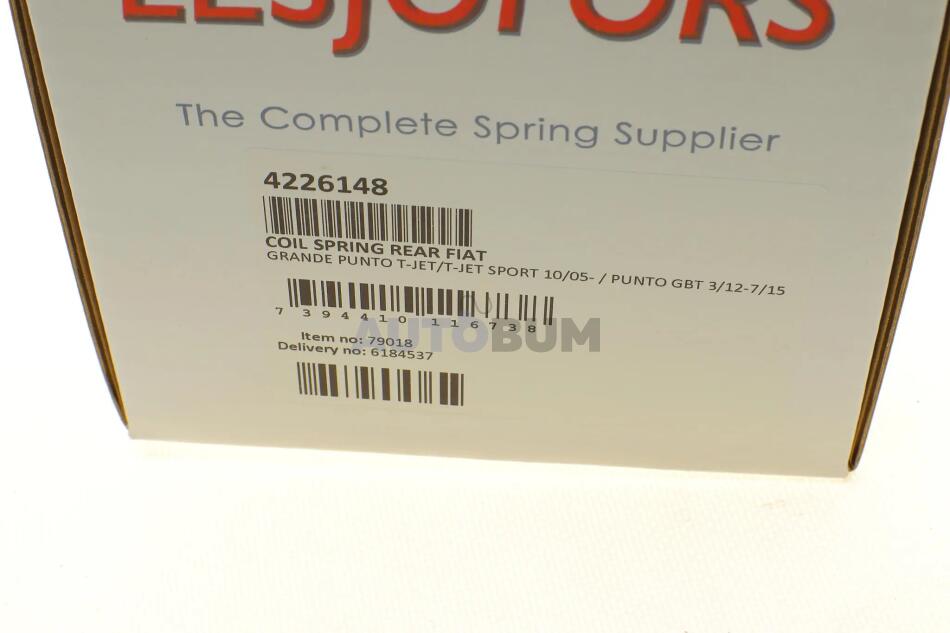 LESJÖFORS
The Complete Spring Supplier
4226148
COIL SPRING REAR FIAT
GRANDE PUNTO T-JET/T-JET SPORT 10/05- / PUNTO GBT 3/12-7/15
7 394410 116738
AUTOBUM
Item no: 79018
Delivery no: 6184537